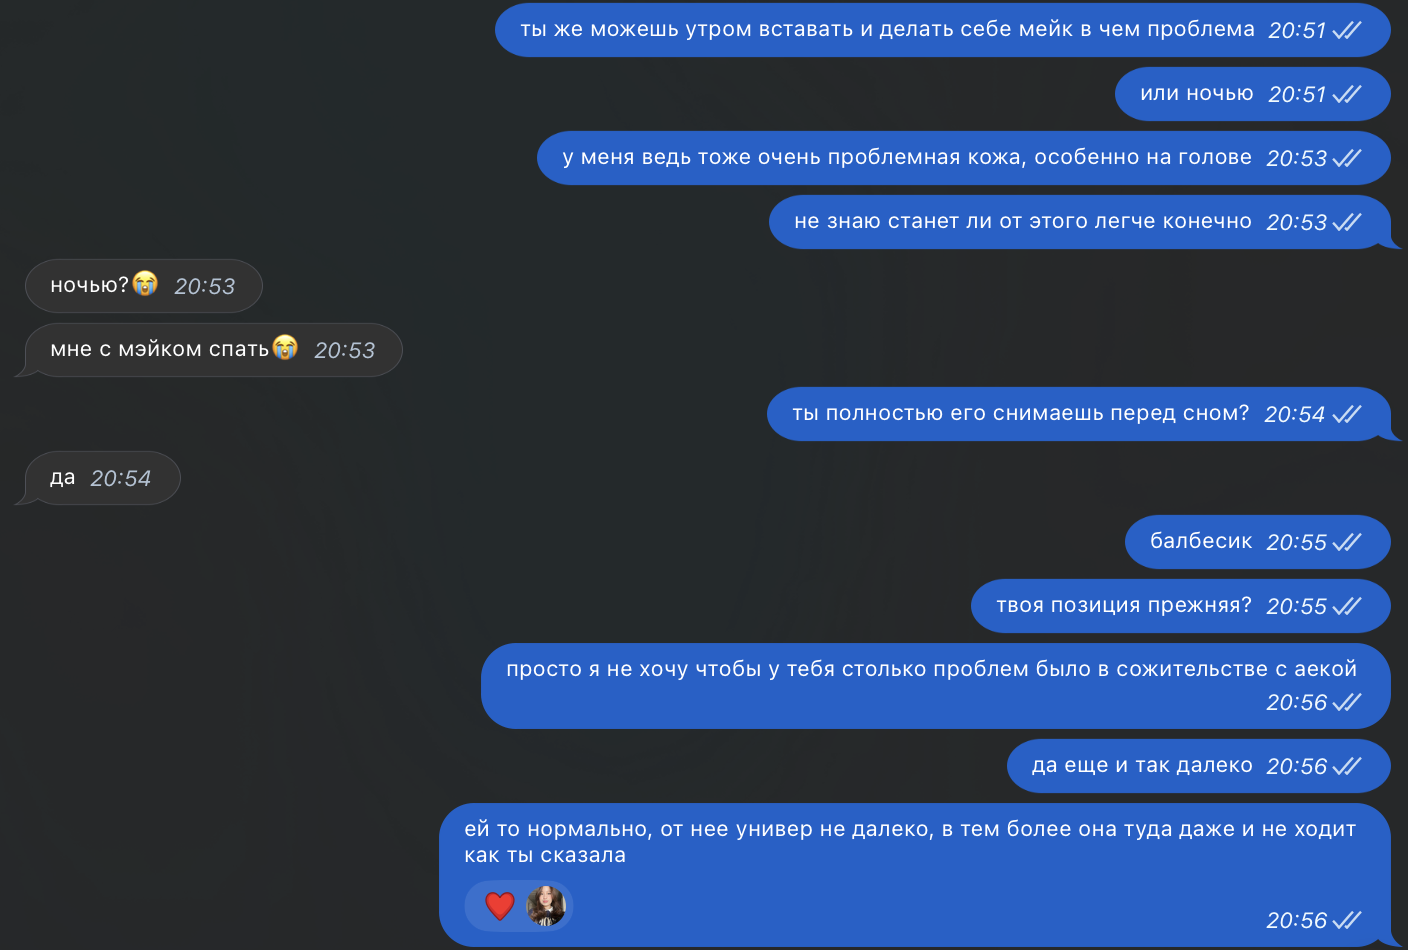 ты же можешь утром вставать и делать себе мейк в чем проблема 20:51
или ночью 20:51
у меня ведь тоже очень проблемная кожа, особенно на голове 20:53
не знаю станет ли от этого легче конечно 20:53
ночью?😭 20:53
мне с мэйком спать😭 20:53
ты полностью его снимаешь перед сном? 20:54
да 20:54
балбесик 20:55
твоя позиция прежняя? 20:55
просто я не хочу чтобы у тебя столько проблем было в сожительстве с аекой
20:56
да еще и так далеко 20:56
ей то нормально, от нее универ не далеко, в тем более она туда даже и не ходит
как ты сказала
20:56